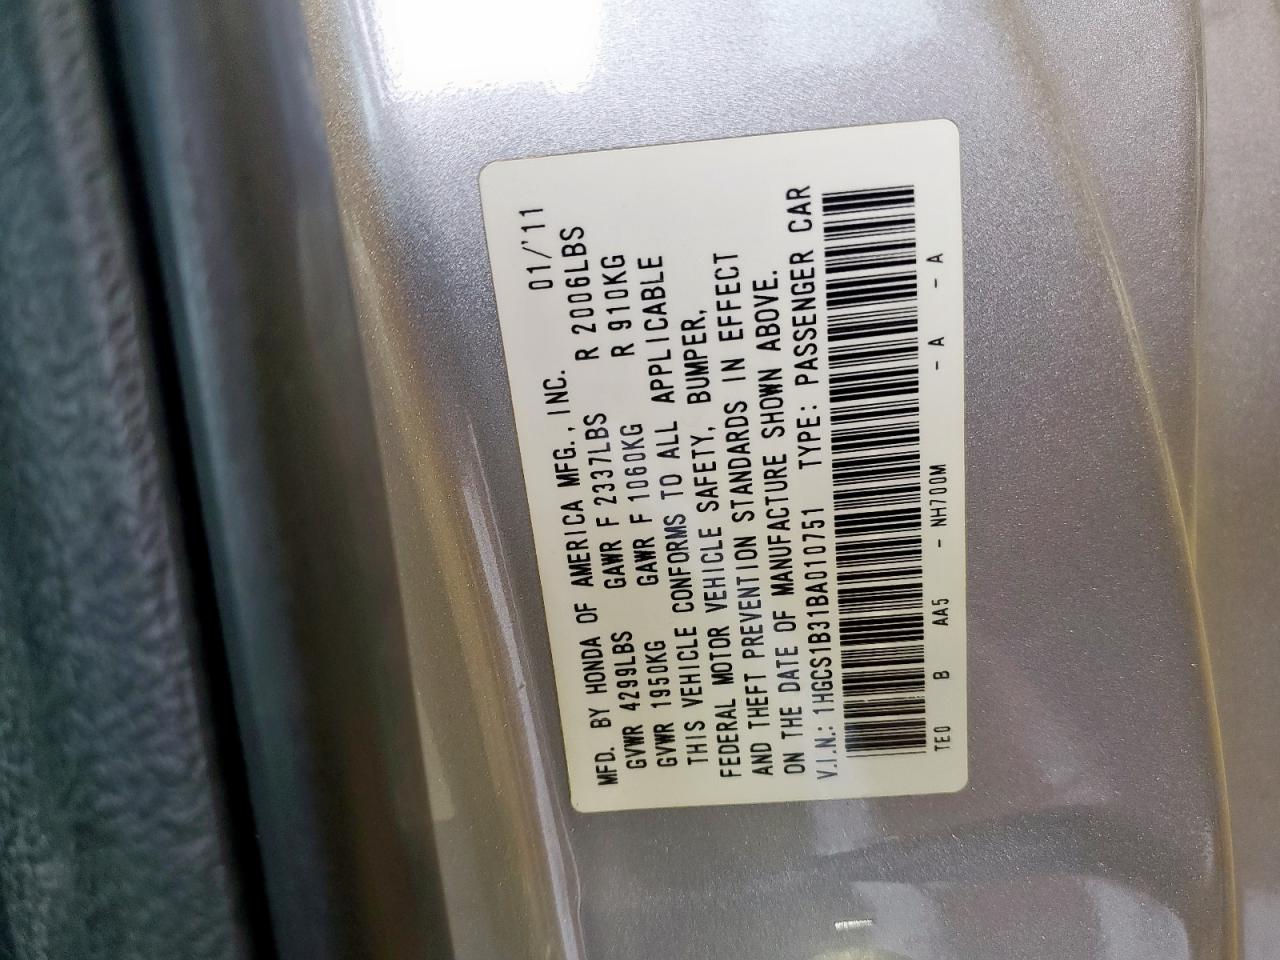 MFD. BY HONDA OF AMERICA MFG., INC. 01/'11
GVWR 4299LBS GAWR F 2337LBS R 2006LBS
GVWR 1950KG GAWR F 1060KG R 910KG
THIS VEHICLE CONFORMS TO ALL APPLICABLE
FEDERAL MOTOR VEHICLE SAFETY, BUMPER,
AND THEFT PREVENTION STANDARDS IN EFFECT
ON THE DATE OF MANUFACTURE SHOWN ABOVE.
V.I.N.: 1HGCS1B31BA010751 TYPE: PASSENGER CAR
TE0 B AA5 - NH700M - A - A